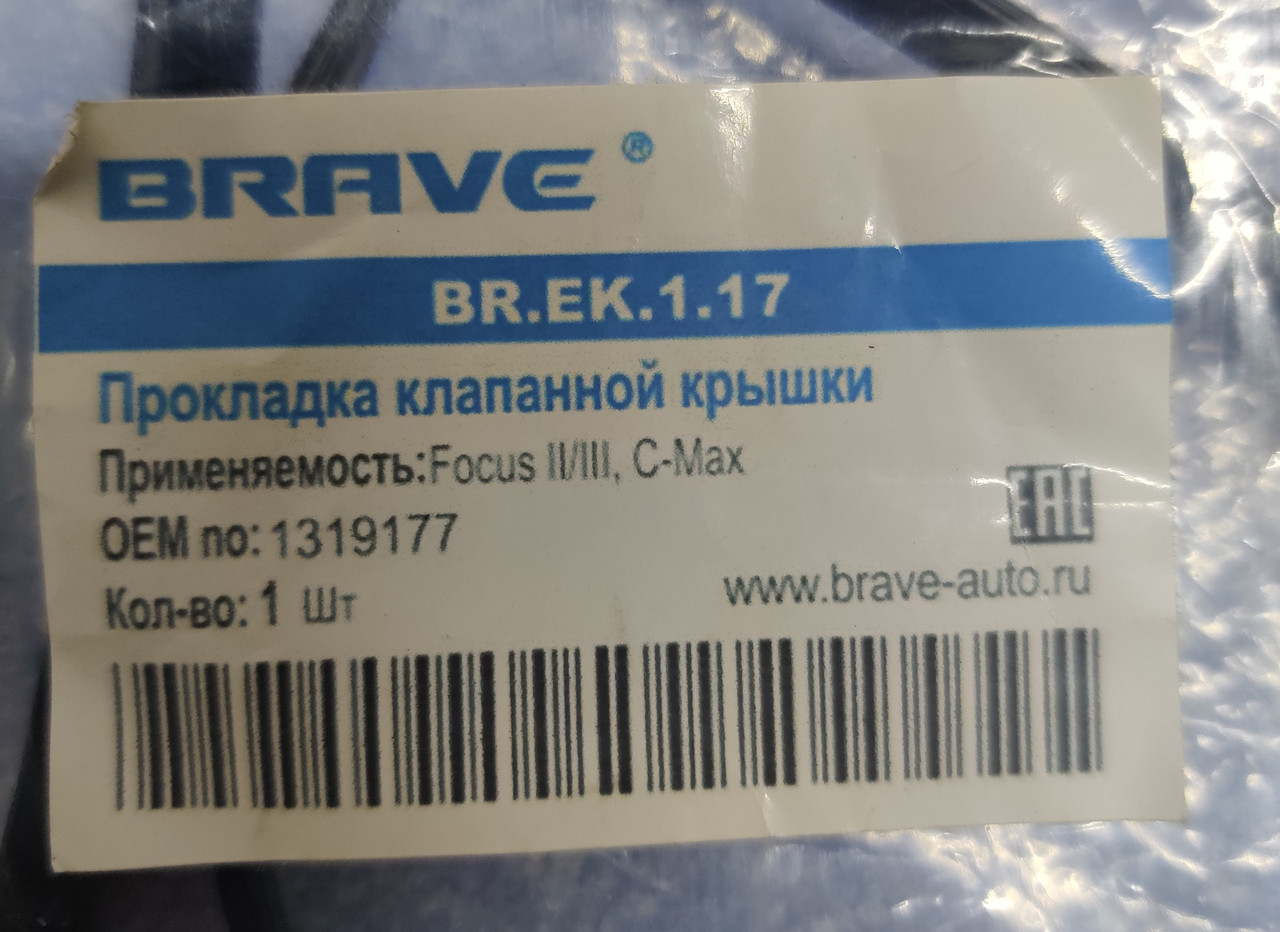 BRAVE ®
BR.EK.1.17
Прокладка клапанной крышки
Применяемость:Focus II/III, C-Max
OEM no: 1319177
EAC
Кол-во: 1 Шт
www.brave-auto.ru